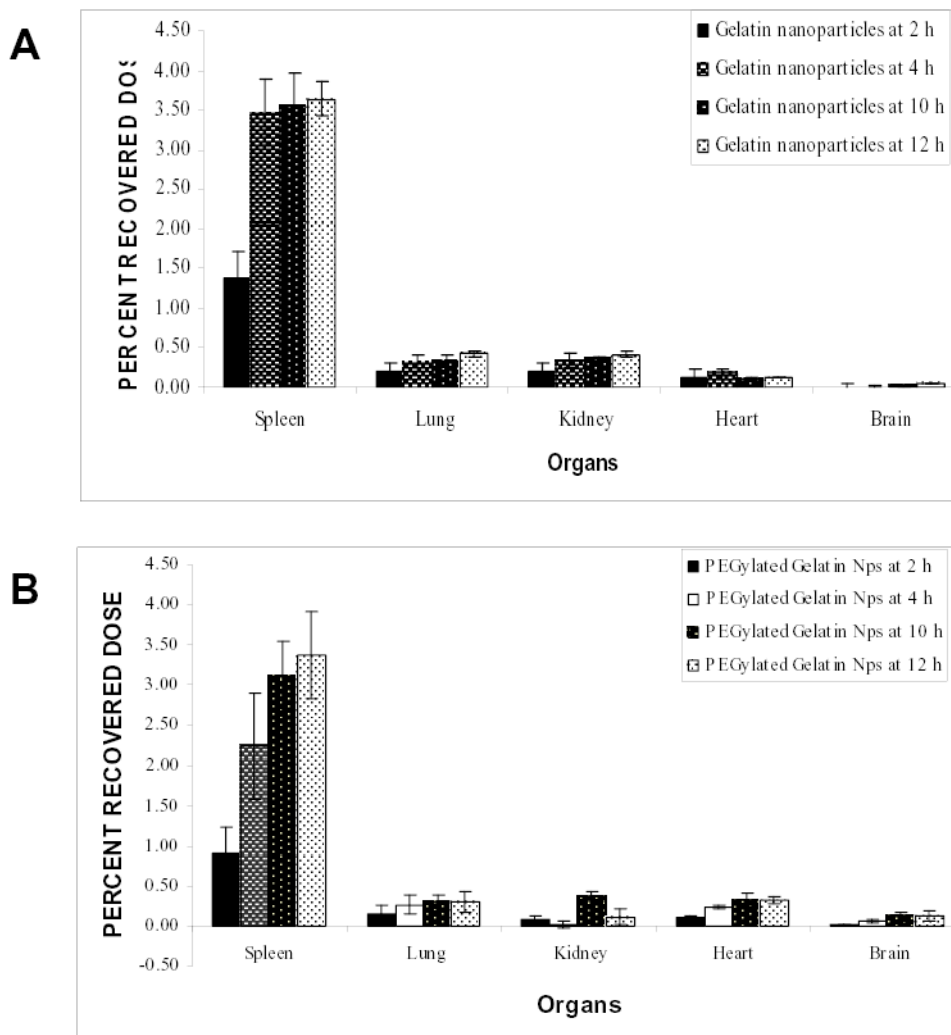 A
PERCENT RECOVERED DOS
4.50
4.00
3.50
3.00
2.50
2.00
1.50
1.00
0.50
0.00
Gelatin nanoparticles at 2 h
Gelatin nanoparticles at 4 h
Gelatin nanoparticles at 10 h
Gelatin nanoparticles at 12 h
Spleen Lung Kidney Heart Brain
Organs
B
PERCENT RECOVERED DOSE
4.50
4.00
3.50
3.00
2.50
2.00
1.50
1.00
0.50
0.00
-0.50
PEGylated Gelatin Nps at 2 h
PEGylated Gelatin Nps at 4 h
PEGylated Gelatin Nps at 10 h
PEGylated Gelatin Nps at 12 h
Spleen Lung Kidney Heart Brain
Organs